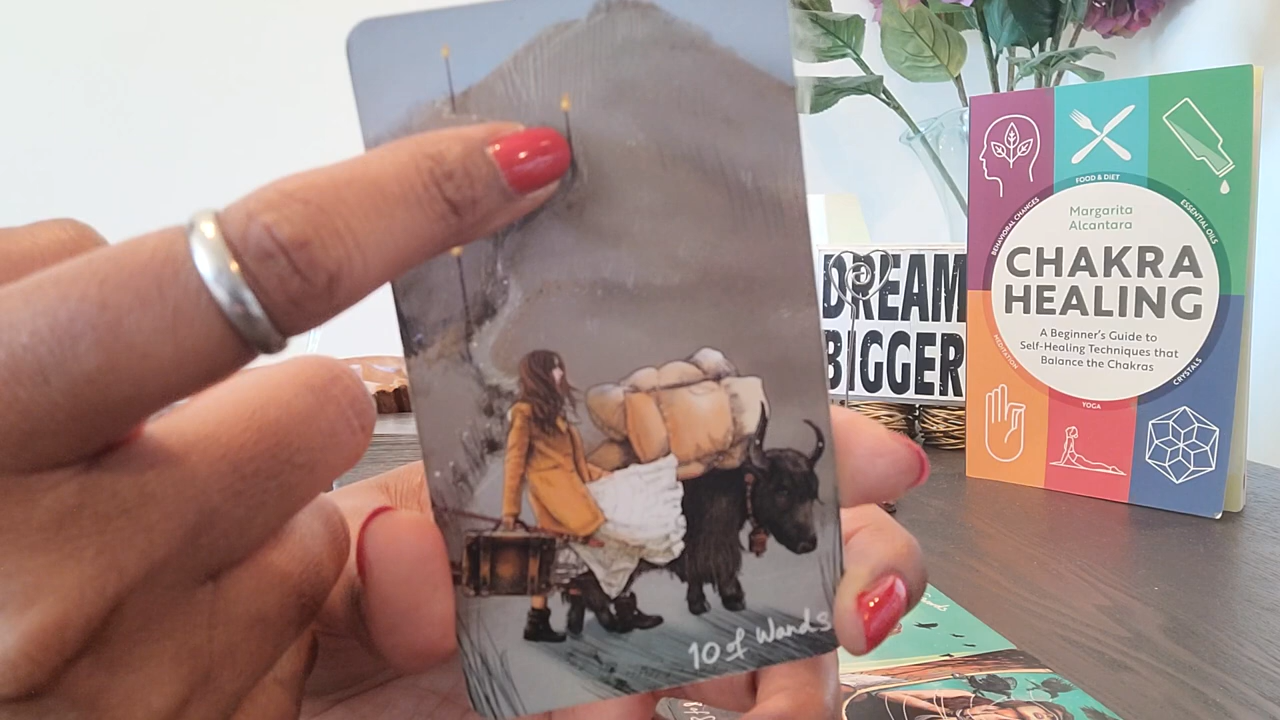 10 of Wands
DREAM
BIGGER
FOOD & DIET
BEHAVIORAL CHANGES
ESSENTIAL OILS
Margarita
Alcantara
CHAKRA
HEALING
A Beginner's Guide to
Self-Healing Techniques that
Balance the Chakras
MEDITATION
CRYSTALS
YOGA